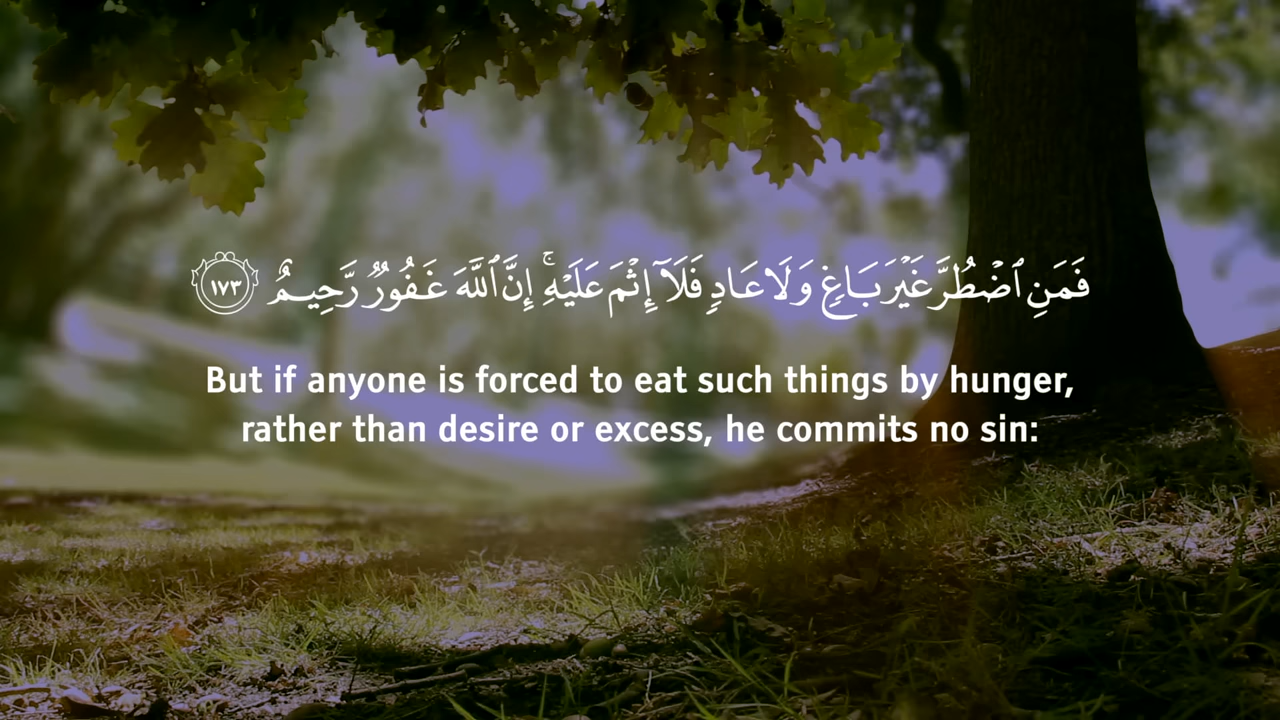 فَمَنِ ٱضْطُرَّ غَيْرَ بَاغٍ وَلَا عَادٍ فَلَآ إِثْمَ عَلَيْهِ ۚ إِنَّ ٱللَّهَ غَفُورٌ رَّحِيمٌ ١٧٣
But if anyone is forced to eat such things by hunger,
rather than desire or excess, he commits no sin: